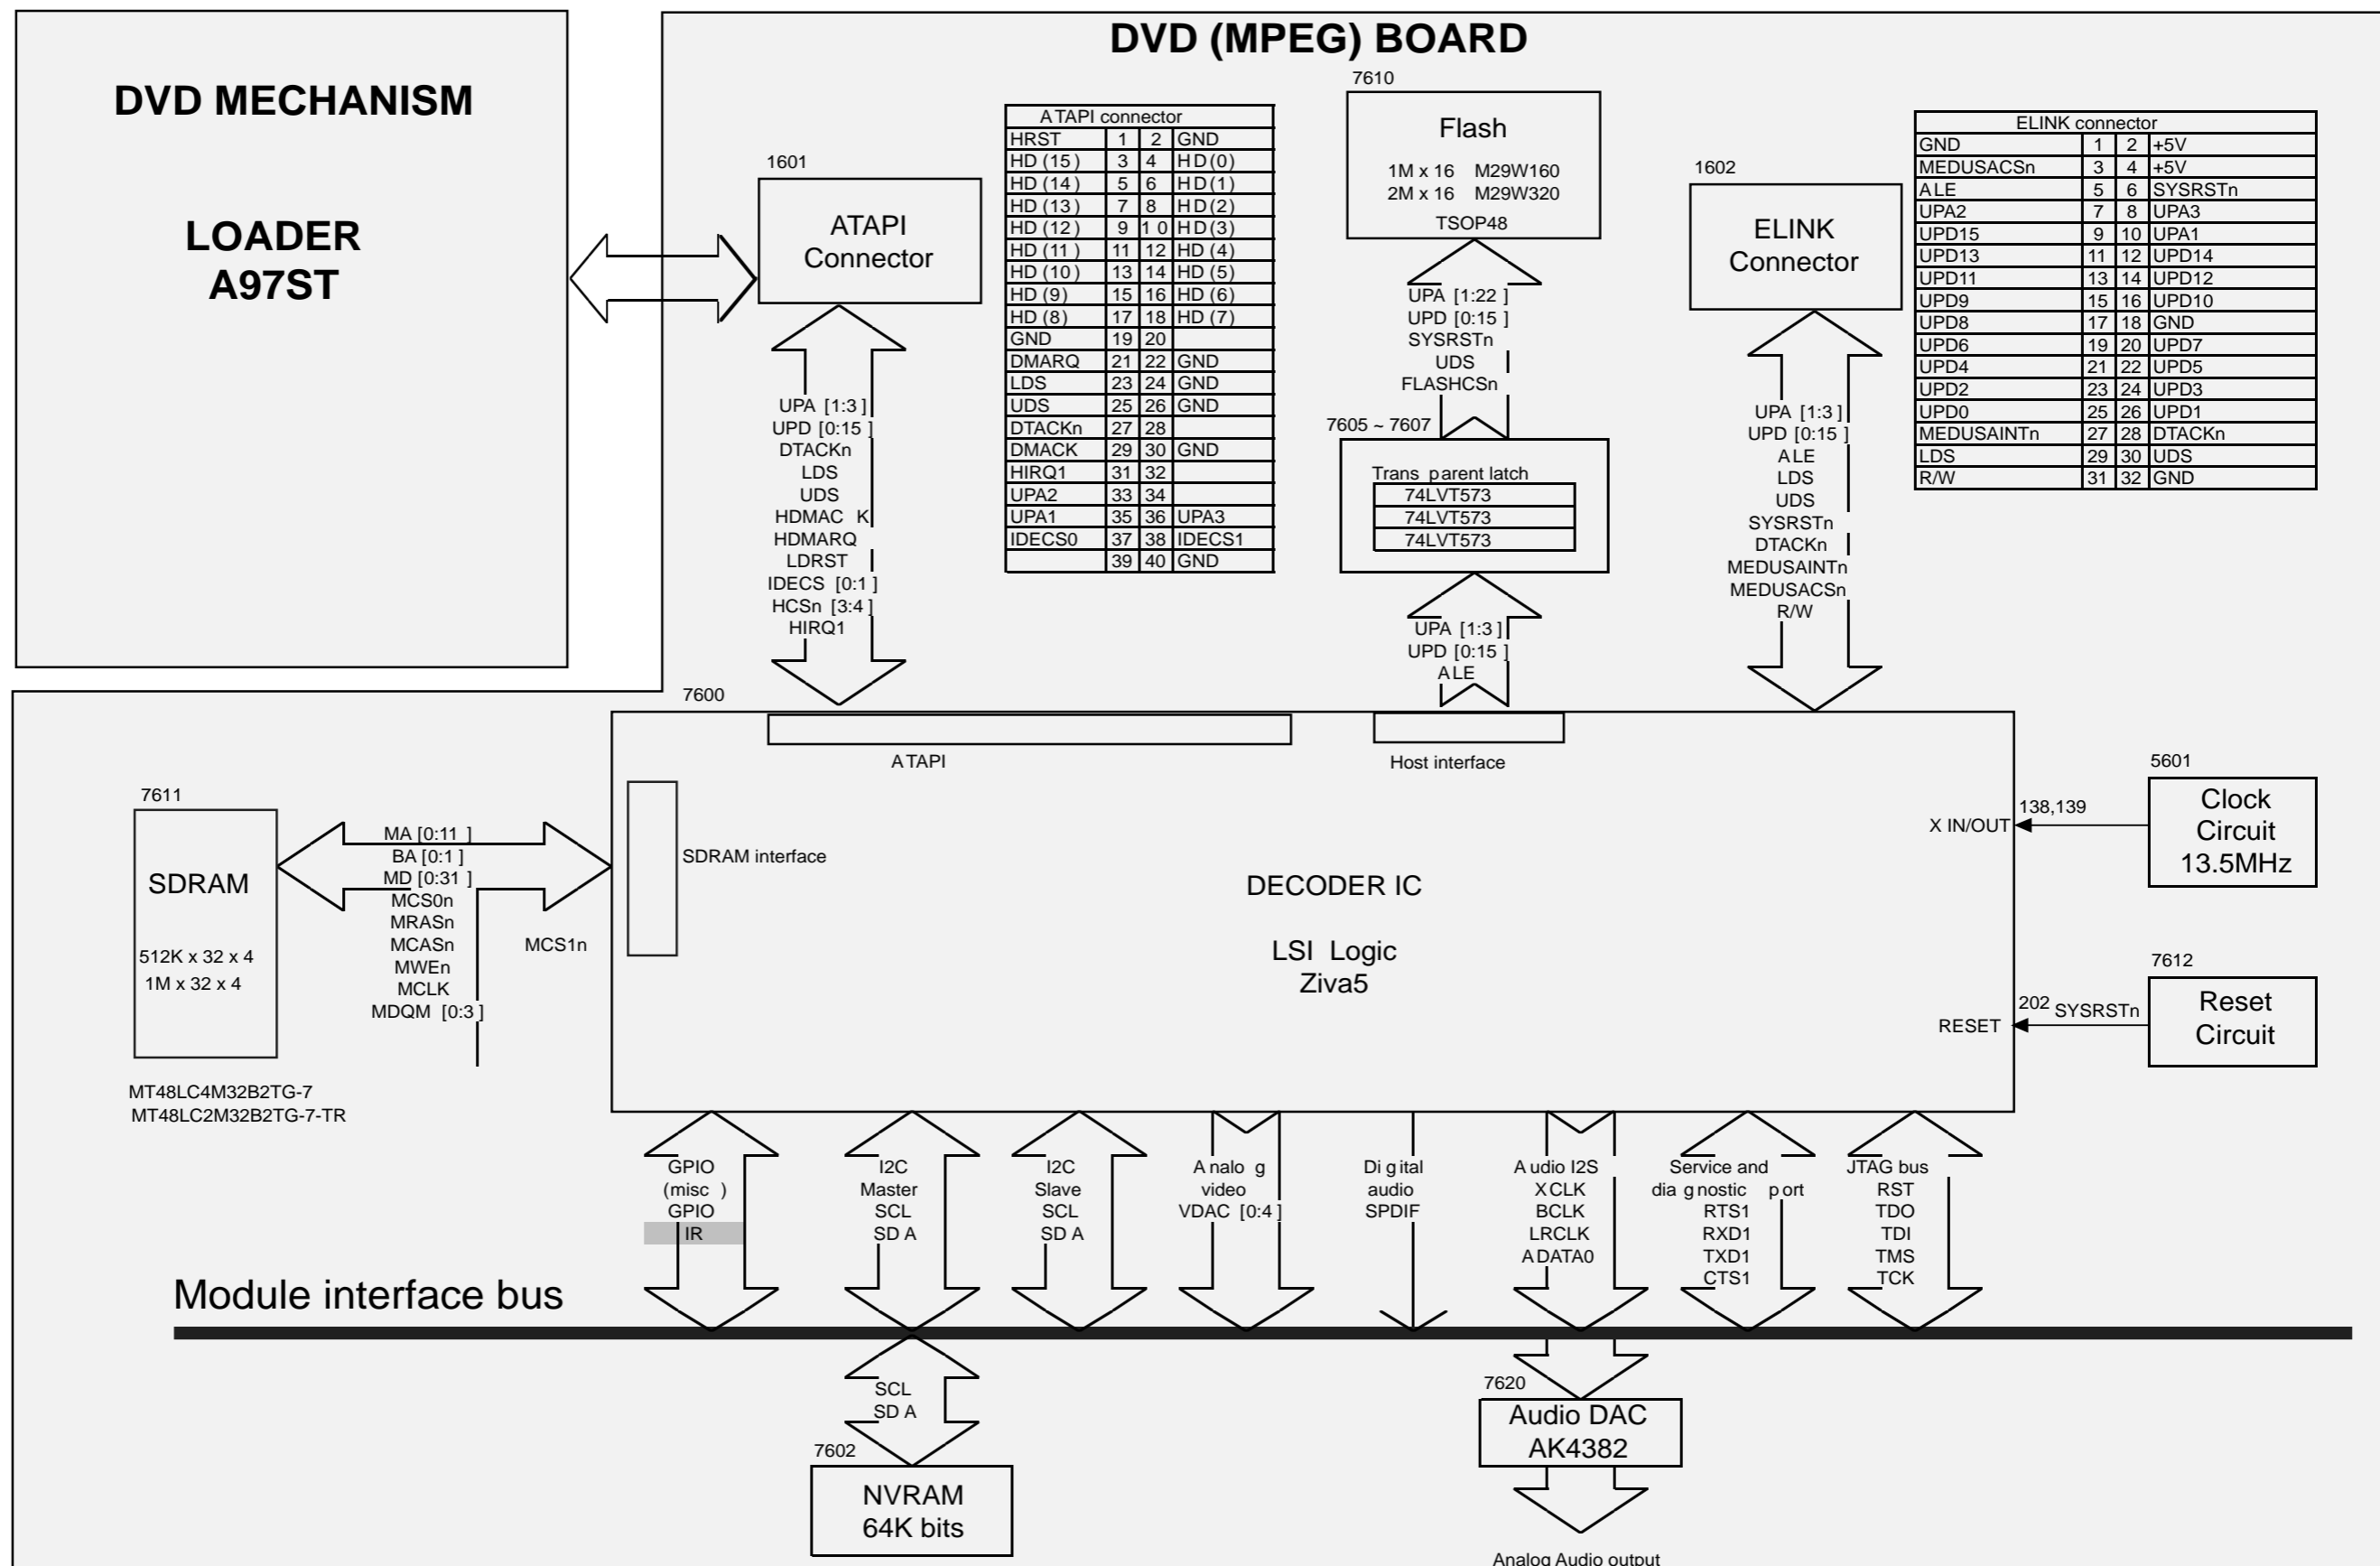 DVD (MPEG) BOARD
DVD MECHANISM
LOADER
A97ST
1601
ATAPI
Connector
ATAPI connector
HRST 1 2 GND
HD (15) 3 4 HD(0)
HD (14) 5 6 HD(1)
HD (13) 7 8 HD(2)
HD (12) 9 10 HD(3)
HD (11) 11 12 HD (4)
HD (10) 13 14 HD (5)
HD (9) 15 16 HD (6)
HD (8) 17 18 HD (7)
GND 19 20
DMARQ 21 22 GND
LDS 23 24 GND
UDS 25 26 GND
DTACKn 27 28
DMACK 29 30 GND
HIRQ1 31 32
UPA2 33 34
UPA1 35 36 UPA3
IDECS0 37 38 IDECS1
39 40 GND
7610
Flash
1M x 16 M29W160
2M x 16 M29W320
TSOP48
1602
ELINK
Connector
ELINK connector
GND 1 2 +5V
MEDUSACSn 3 4 +5V
ALE 5 6 SYSRSTn
UPA2 7 8 UPA3
UPD15 9 10 UPA1
UPD13 11 12 UPD14
UPD11 13 14 UPD12
UPD9 15 16 UPD10
UPD8 17 18 GND
UPD6 19 20 UPD7
UPD4 21 22 UPD5
UPD2 23 24 UPD3
UPD0 25 26 UPD1
MEDUSAINTn 27 28 DTACKn
LDS 29 30 UDS
R/W 31 32 GND
UPA [1:3]
UPD [0:15]
DTACKn
LDS
UDS
HDMACK
HDMARQ
LDRST
IDECS [0:1]
HCSn [3:4]
HIRQ1
UPA [1:22]
UPD [0:15]
SYSRSTn
UDS
FLASHCSn
7605 ~ 7607
Transparent latch
74LVT573
74LVT573
74LVT573
UPA [1:3]
UPD [0:15]
ALE
UPA [1:3]
UPD [0:15]
ALE
LDS
UDS
SYSRSTn
DTACKn
MEDUSAINTn
MEDUSACSn
R/W
7600
ATAPI
Host interface
7611
SDRAM
512K x 32 x 4
1M x 32 x 4
MT48LC4M32B2TG-7
MT48LC2M32B2TG-7-TR
MA [0:11]
BA [0:1]
MD [0:31]
MCS0n
MRASn
MCASn
MWEn
MCLK
MDQM [0:3]
MCS1n
SDRAM interface
DECODER IC
LSI Logic
Ziva5
X IN/OUT
138,139
5601
Clock
Circuit
13.5MHz
RESET
202 SYSRSTn
7612
Reset
Circuit
GPIO
(misc)
GPIO
IR
I2C
Master
SCL
SDA
I2C
Slave
SCL
SDA
Analog
video
VDAC [0:4]
Digital
audio
SPDIF
Audio I2S
XCLK
BCLK
LRCLK
ADATA0
Service and
diagnostic port
RTS1
RXD1
TXD1
CTS1
JTAG bus
RST
TDO
TDI
TMS
TCK
Module interface bus
SCL
SDA
7602
NVRAM
64K bits
7620
Audio DAC
AK4382
Analog Audio output